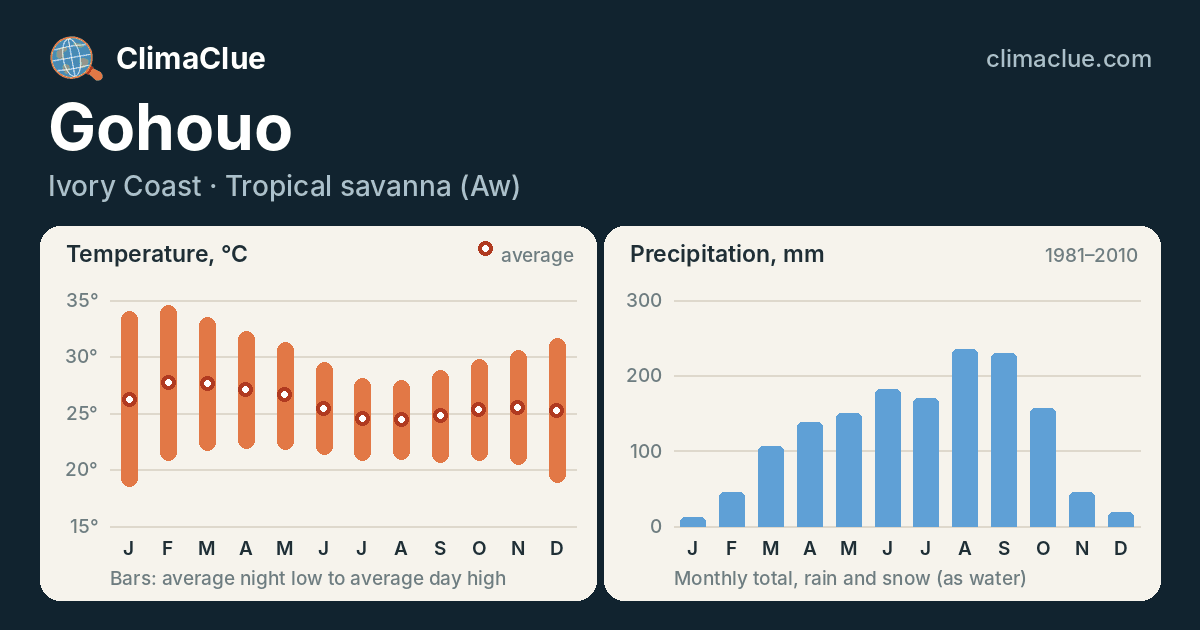 ClimaClue
climaclue.com
Gohouo
Ivory Coast · Tropical savanna (Aw)
Temperature, °C
average
35°
30°
25°
20°
15°
J F M A M J J A S O N D
Bars: average night low to average day high
Precipitation, mm
1981–2010
300
200
100
0
J F M A M J J A S O N D
Monthly total, rain and snow (as water)